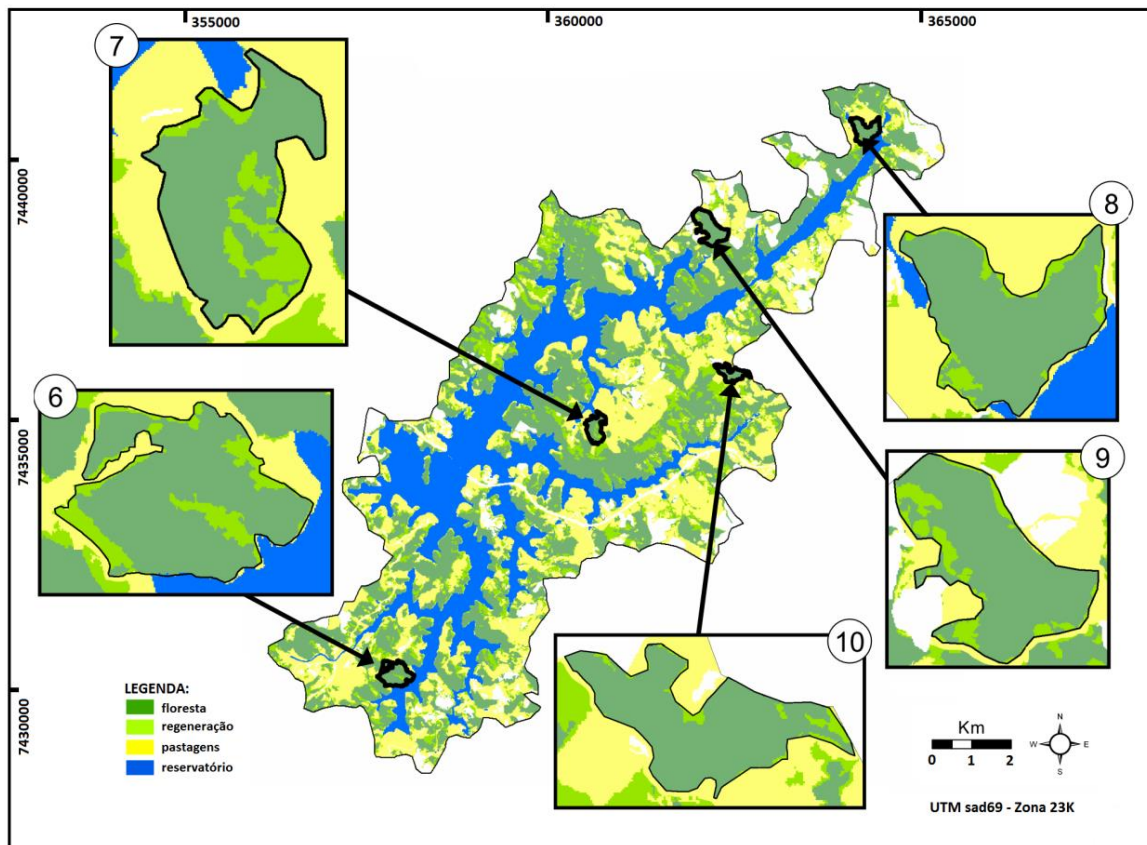 355000
360000
365000
7
7440000
8
6
7435000
9
10
LEGENDA:
floresta
regeneração
pastagens
reservatório
7430000
Km
0 1 2
N
W E
S
UTM sad69 - Zona 23K